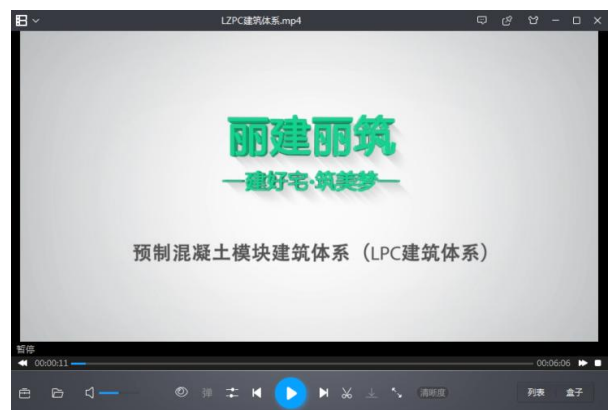 LZPC建筑体系.mp4
丽建丽筑
—建好宅·筑美梦—
预制混凝土模块建筑体系（LPC建筑体系）
暂停
00:00:11
00:06:06
弹
清晰度
列表
盒子